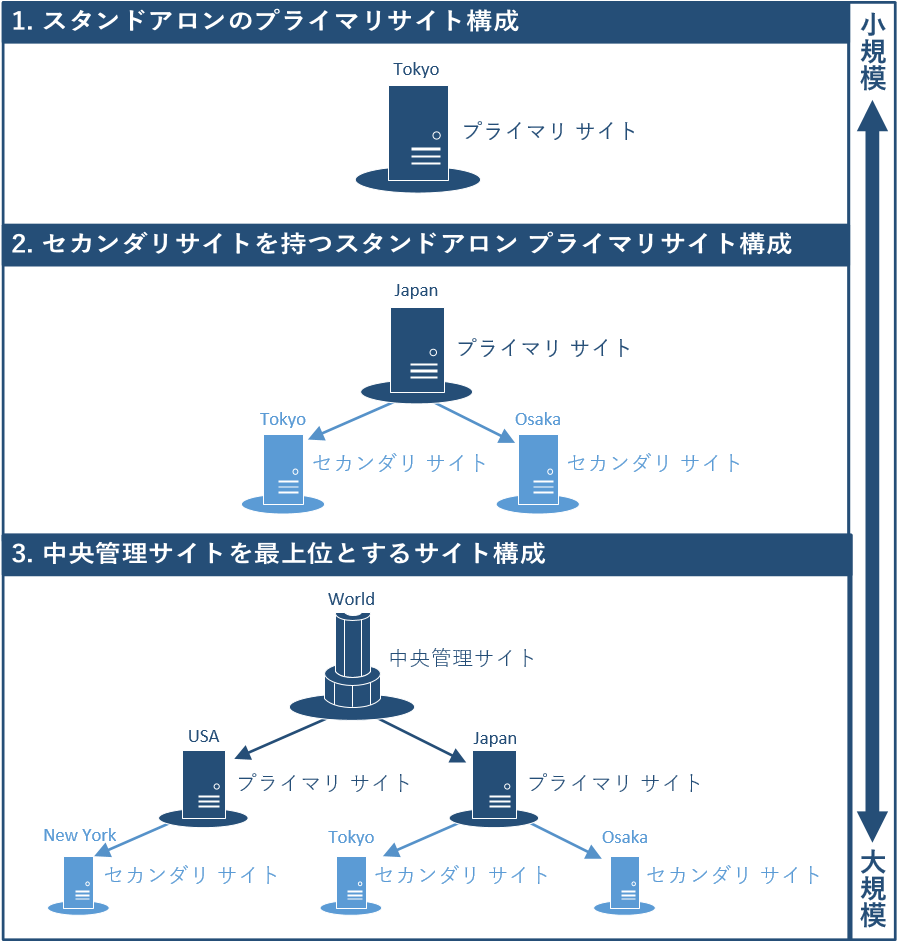 1. スタンドアロンのプライマリサイト構成
小規模
Tokyo
プライマリ サイト
2. セカンダリサイトを持つスタンドアロン プライマリサイト構成
Japan
プライマリ サイト
Tokyo
セカンダリ サイト
Osaka
セカンダリ サイト
3. 中央管理サイトを最上位とするサイト構成
World
中央管理サイト
USA
プライマリ サイト
Japan
プライマリ サイト
New York
セカンダリ サイト
Tokyo
セカンダリ サイト
Osaka
セカンダリ サイト
大規模